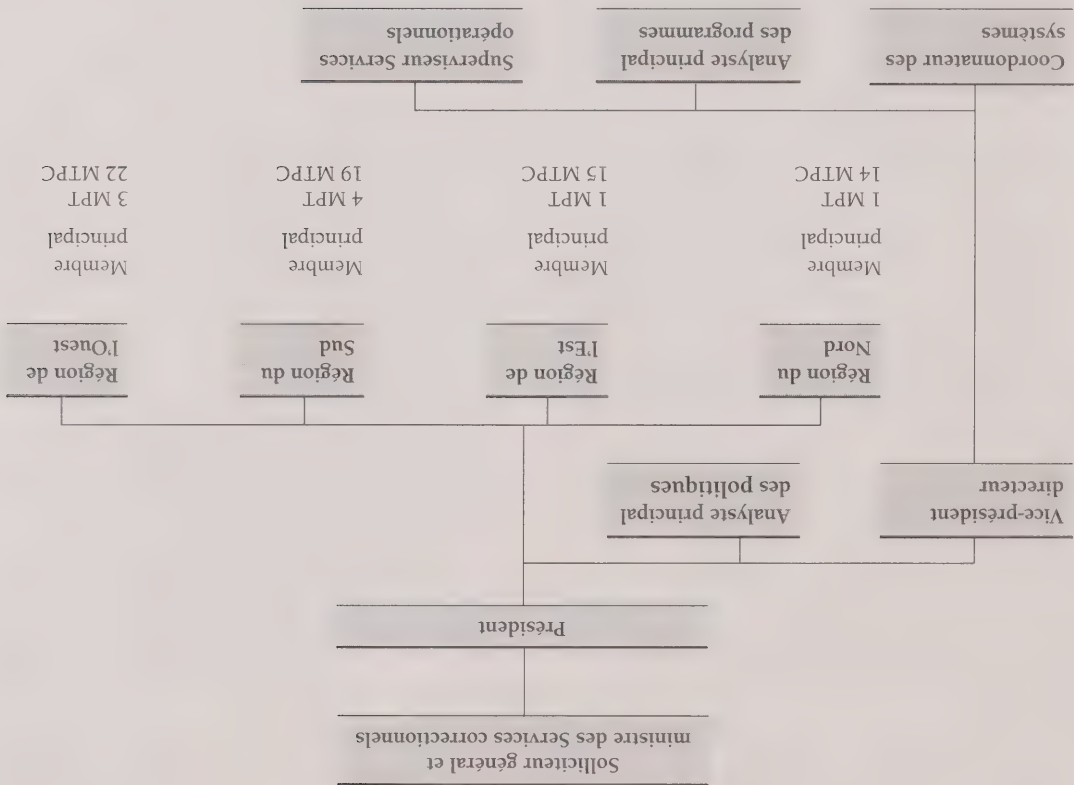 Solliciteur général et
ministre des Services correctionnels
Président
Vice-président
directeur
Analyste principal
des politiques
Région du
Nord
Région de
l'Est
Région du
Sud
Région de
l'Ouest
Membre
principal
1 MPT
14 MTPC
Membre
principal
1 MPT
15 MTPC
Membre
principal
4 MPT
19 MTPC
Membre
principal
3 MPT
22 MTPC
Coordonnateur des
systèmes
Analyste principal
des programmes
Superviseur Services
opérationnels